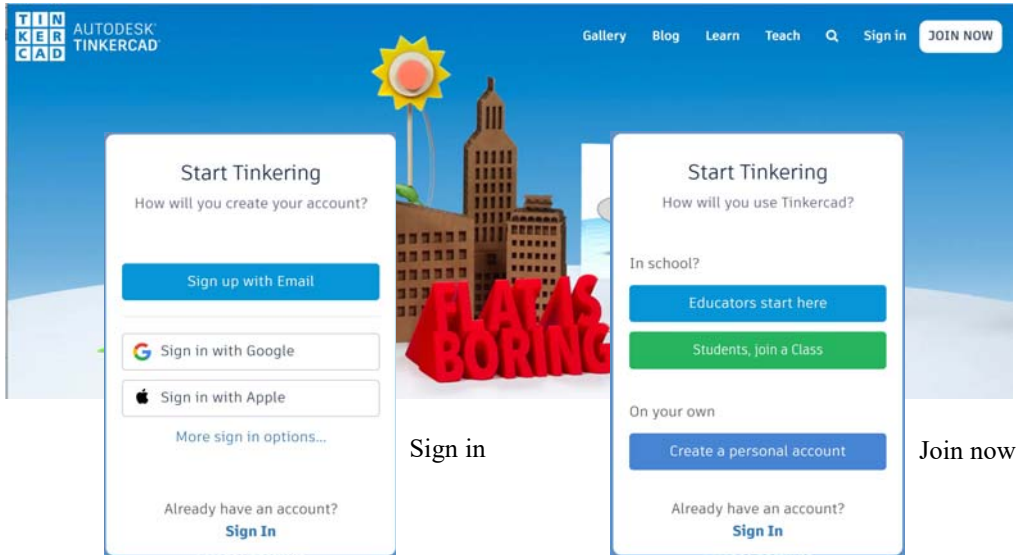 TIN
KER
CAD
AUTODESK
TINKERCAD
Gallery Blog Learn Teach Sign in JOIN NOW
Start Tinkering
How will you create your account?
Sign up with Email
Sign in with Google
Sign in with Apple
More sign in options...
Already have an account?
Sign In
Sign in
FLAT AS
BORING
Start Tinkering
How will you use Tinkercad?
In school?
Educators start here
Students, join a Class
On your own
Create a personal account
Already have an account?
Sign In
Join now